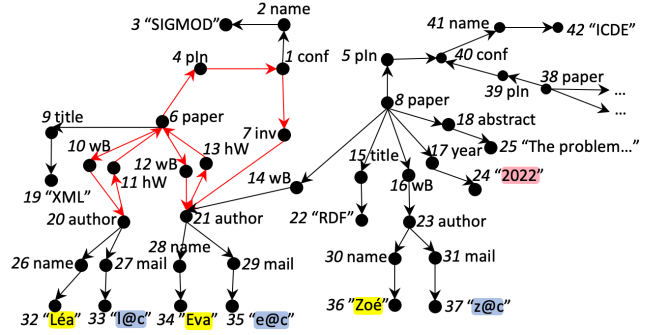 2 name
3 “SIGMOD”
41 name
42 “ICDE”
4 pIn
1 conf
5 pIn
40 conf
39 pIn
38 paper
...
...
9 title
6 paper
7 inv
8 paper
18 abstract
25 “The problem...”
10 wB
13 hW
12 wB
11 hW
14 wB
15 title
17 year
16 wB
24 “2022”
19 “XML”
20 author
21 author
22 “RDF”
23 author
26 name
27 mail
28 name
29 mail
30 name
31 mail
32 “Léa”
33 “l@c”
34 “Eva”
35 “e@c”
36 “Zoé”
37 “z@c”